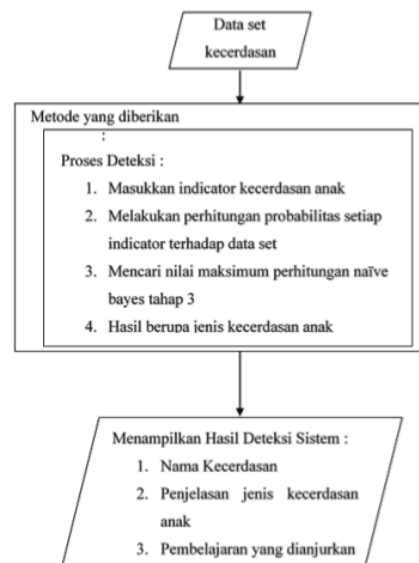 Data set
kecerdasan
Metode yang diberikan
:
Proses Deteksi :
1. Masukkan indicator kecerdasan anak
2. Melakukan perhitungan probabilitas setiap
indicator terhadap data set
3. Mencari nilai maksimum perhitungan naïve
bayes tahap 3
4. Hasil berupa jenis kecerdasan anak
Menampilkan Hasil Deteksi Sistem :
1. Nama Kecerdasan
2. Penjelasan jenis kecerdasan
anak
3. Pembelajaran yang dianjurkan